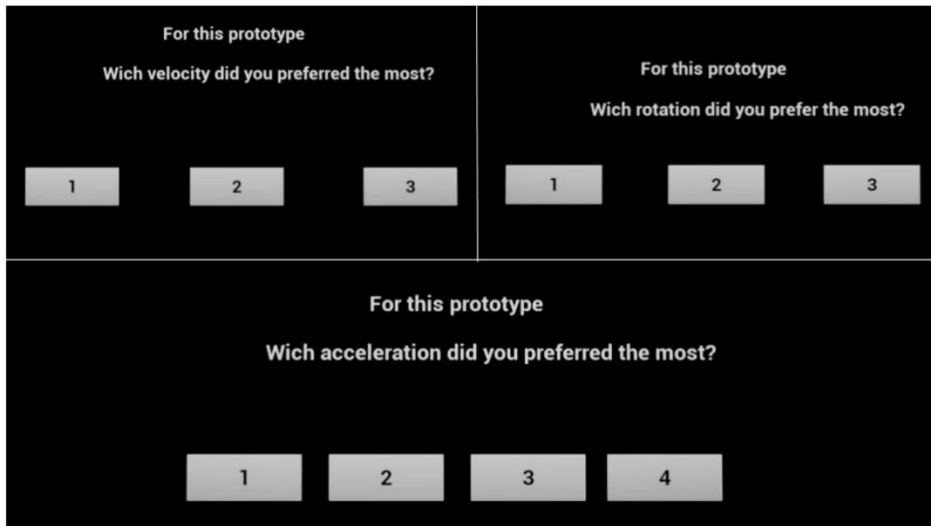 For this prototype
Wich velocity did you preferred the most?
1 2 3
For this prototype
Wich rotation did you prefer the most?
1 2 3
For this prototype
Wich acceleration did you preferred the most?
1 2 3 4